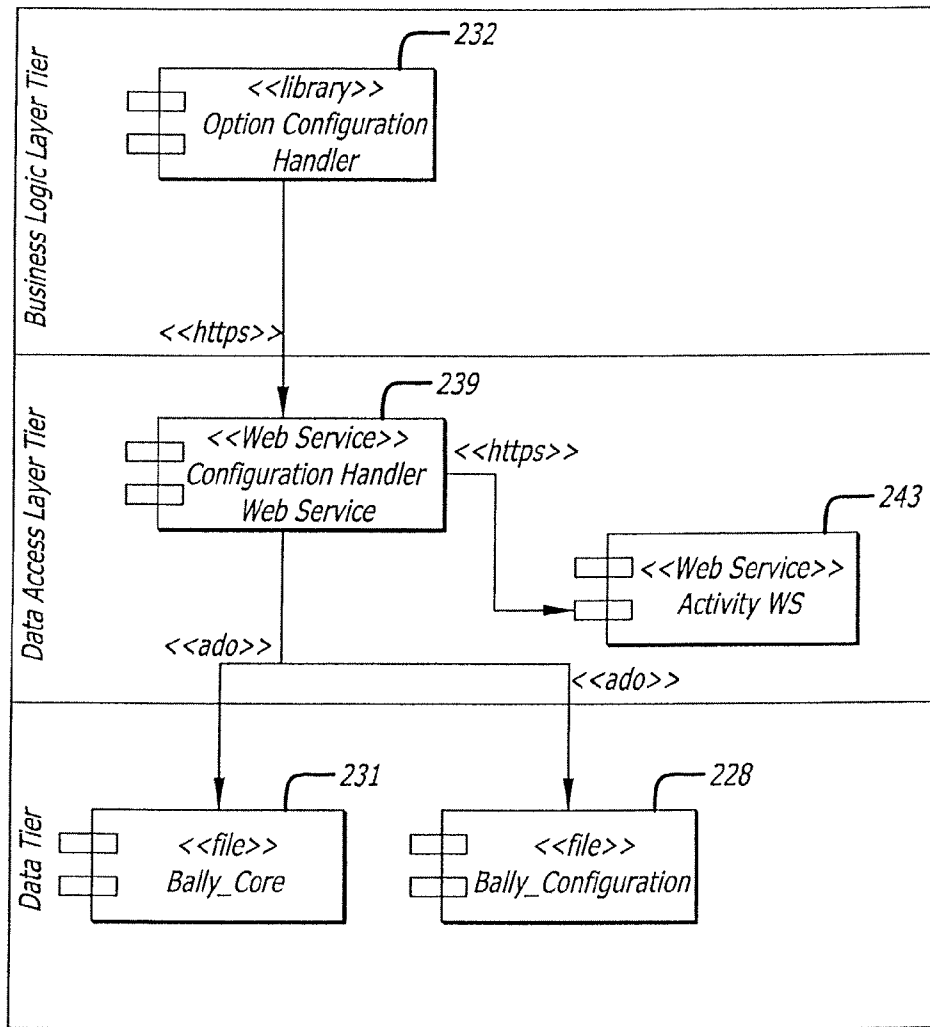 Business Logic Layer Tier
232
<<library>>
Option Configuration
Handler
<<https>>
Data Access Layer Tier
239
<<Web Service>>
Configuration Handler
Web Service
<<https>>
243
<<Web Service>>
Activity WS
<<ado>>
<<ado>>
Data Tier
231
<<file>>
Bally_Core
228
<<file>>
Bally_Configuration